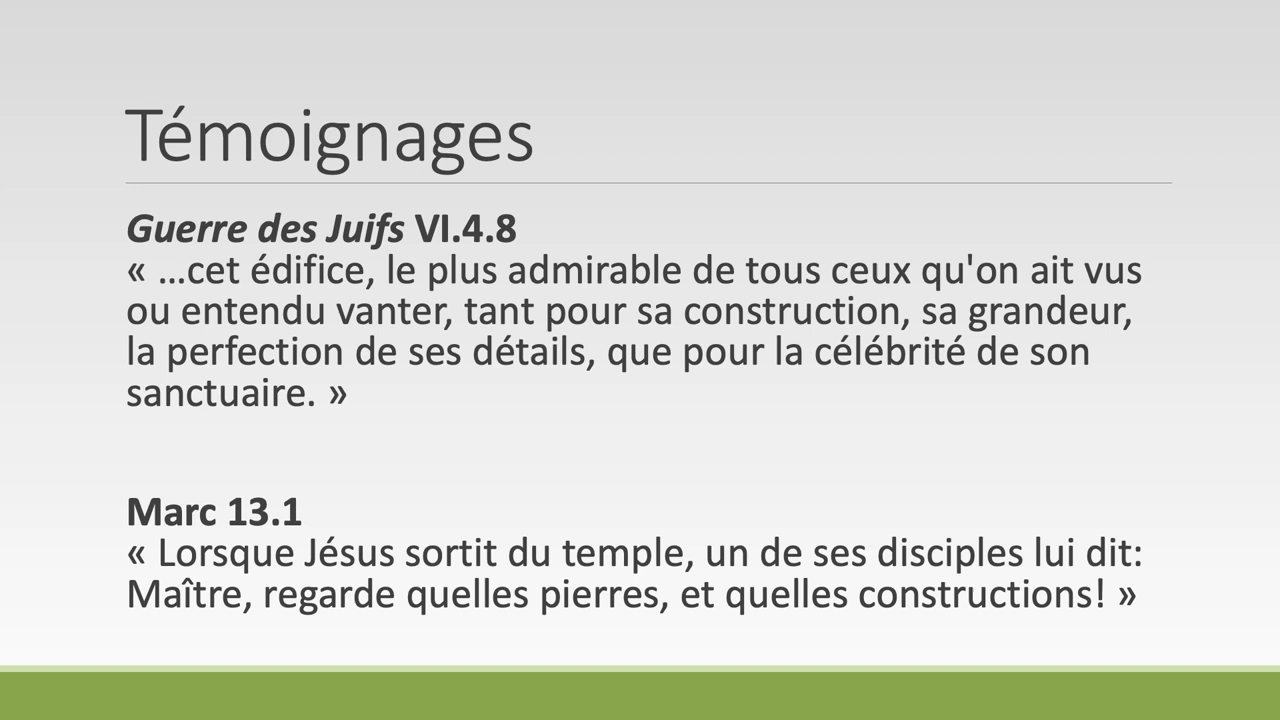 Témoignages
Guerre des Juifs VI.4.8
« …cet édifice, le plus admirable de tous ceux qu'on ait vus
ou entendu vanter, tant pour sa construction, sa grandeur,
la perfection de ses détails, que pour la célébrité de son
sanctuaire. »
Marc 13.1
« Lorsque Jésus sortit du temple, un de ses disciples lui dit:
Maître, regarde quelles pierres, et quelles constructions! »